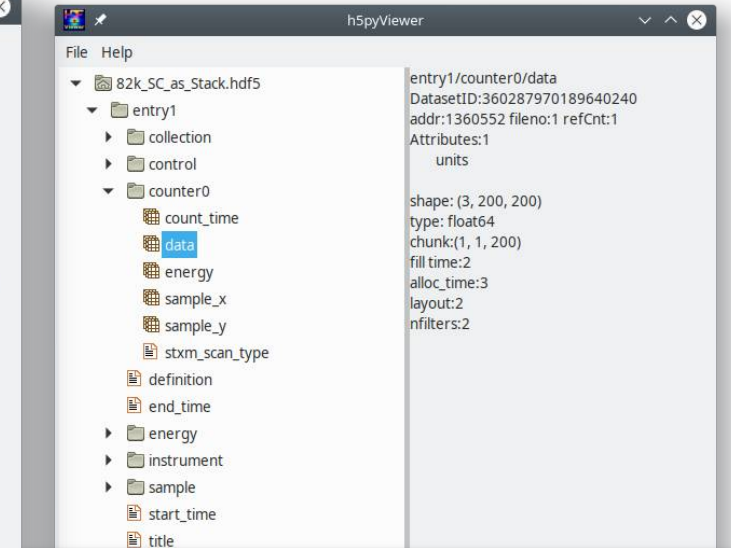 h5pyViewer
File Help
82k_SC_as_Stack.hdf5
entry1
collection
control
counter0
count_time
data
energy
sample_x
sample_y
stxm_scan_type
definition
end_time
energy
instrument
sample
start_time
title
entry1/counter0/data
DatasetID:360287970189640240
addr:1360552 fileno:1 refCnt:1
Attributes:1
units
shape: (3, 200, 200)
type: float64
chunk:(1, 1, 200)
fill time:2
alloc_time:3
layout:2
nfilters:2